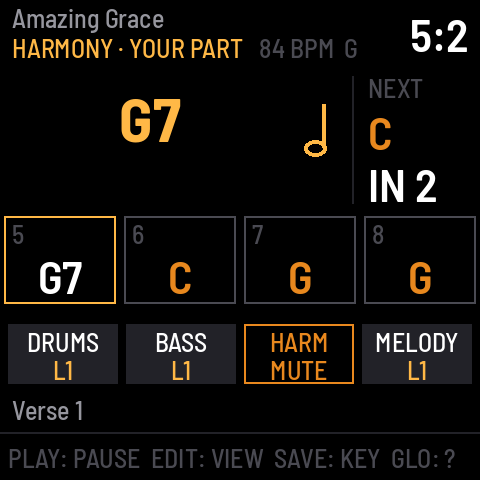 Amazing Grace
HARMONY · YOUR PART 84 BPM G
5:2
G7
NEXT
C
IN 2
5 6 7 8
G7 C G G
DRUMS BASS HARM MELODY
L1 L1 MUTE L1
Verse 1
PLAY: PAUSE EDIT: VIEW SAVE: KEY GLO: ?